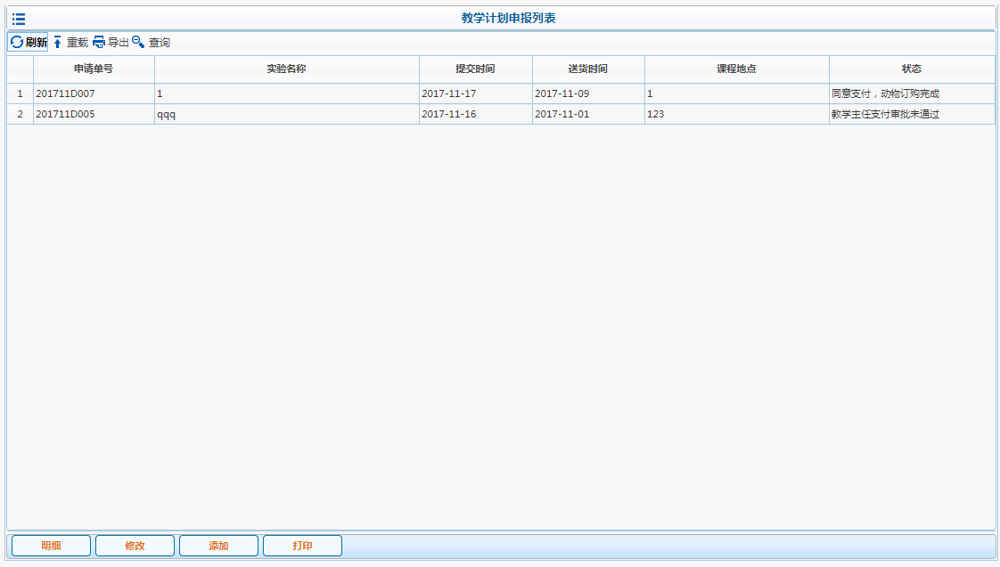 教学计划申报列表
刷新 重载 导出 查询
申请单号 实验名称 提交时间 送货时间 课程地点 状态
1 201711D007 1 2017-11-17 2017-11-09 1 同意支付，动物订购完成
2 201711D005 qqq 2017-11-16 2017-11-01 123 教学主任支付审批未通过
明细 修改 添加 打印